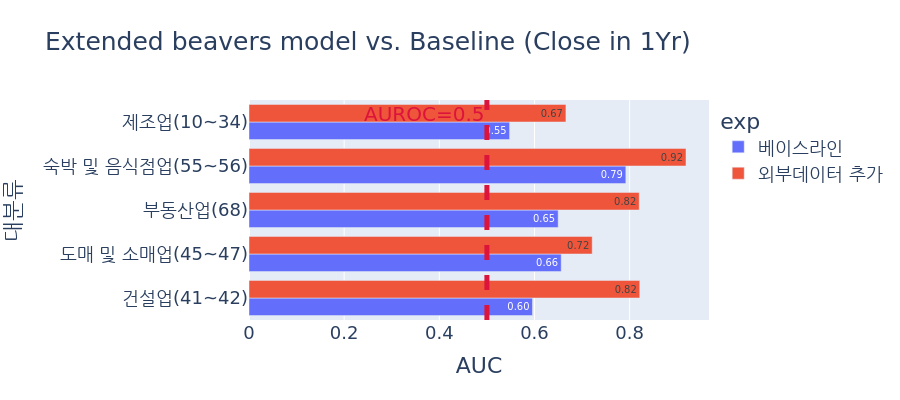 Extended beavers model vs. Baseline (Close in 1Yr)
대분류
제조업(10~34)
숙박 및 음식점업(55~56)
부동산업(68)
도매 및 소매업(45~47)
건설업(41~42)
AUROC=0.5
0.67
.55
0.92
0.79
0.82
0.65
0.72
0.66
0.82
0.60
0
0.2
0.4
0.6
0.8
AUC
exp
베이스라인
외부데이터 추가